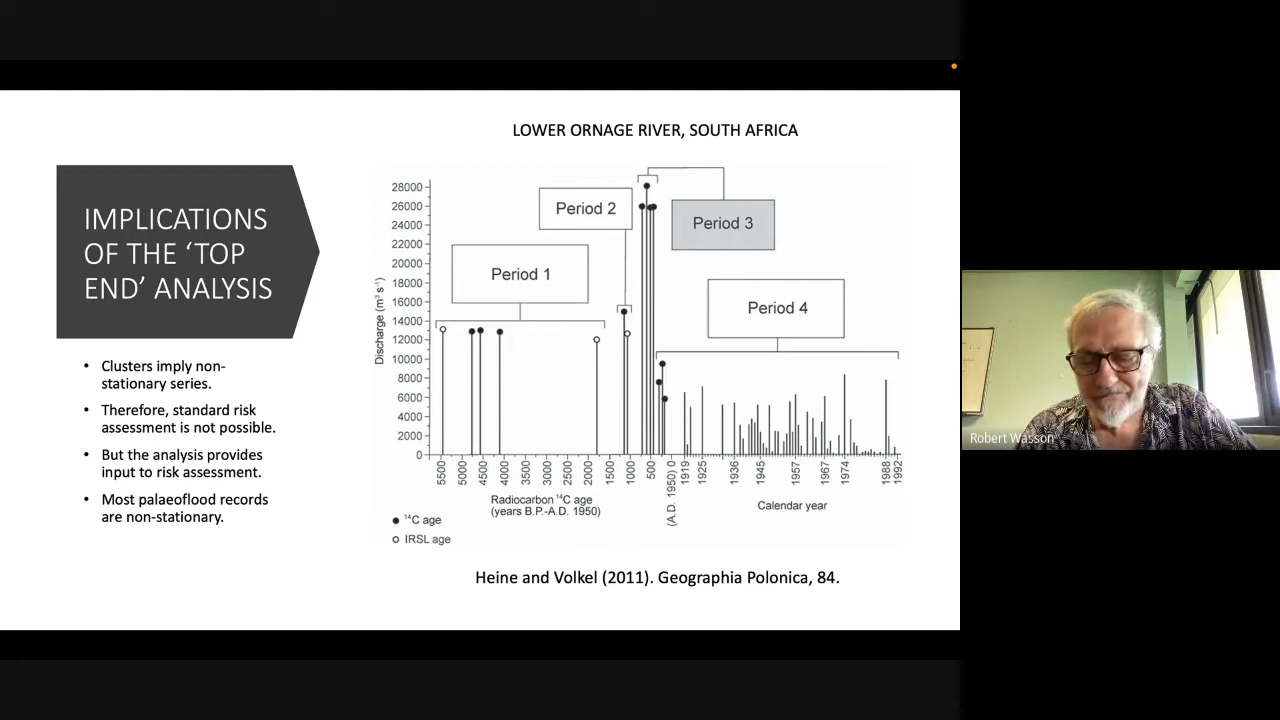 LOWER ORNAGE RIVER, SOUTH AFRICA
IMPLICATIONS
OF THE ‘TOP
END’ ANALYSIS
• Clusters imply non-
stationary series.
• Therefore, standard risk
assessment is not possible.
• But the analysis provides
input to risk assessment.
• Most palaeoflood records
are non-stationary.
Discharge (m³ s⁻¹)
28000
26000
24000
22000
20000
18000
16000
14000
12000
10000
8000
6000
4000
2000
0
Period 1
Period 2
Period 3
Period 4
5500
5000
4500
4000
3500
3000
2500
2000
1500
1000
500
(A.D. 1950) 0
1919
1925
1936
1945
1957
1967
1974
1988
1992
Radiocarbon ¹⁴C age
(years B.P.-A.D. 1950)
Calendar year
● ¹⁴C age
○ IRSL age
Heine and Volkel (2011). Geographia Polonica, 84.
Robert Wasson